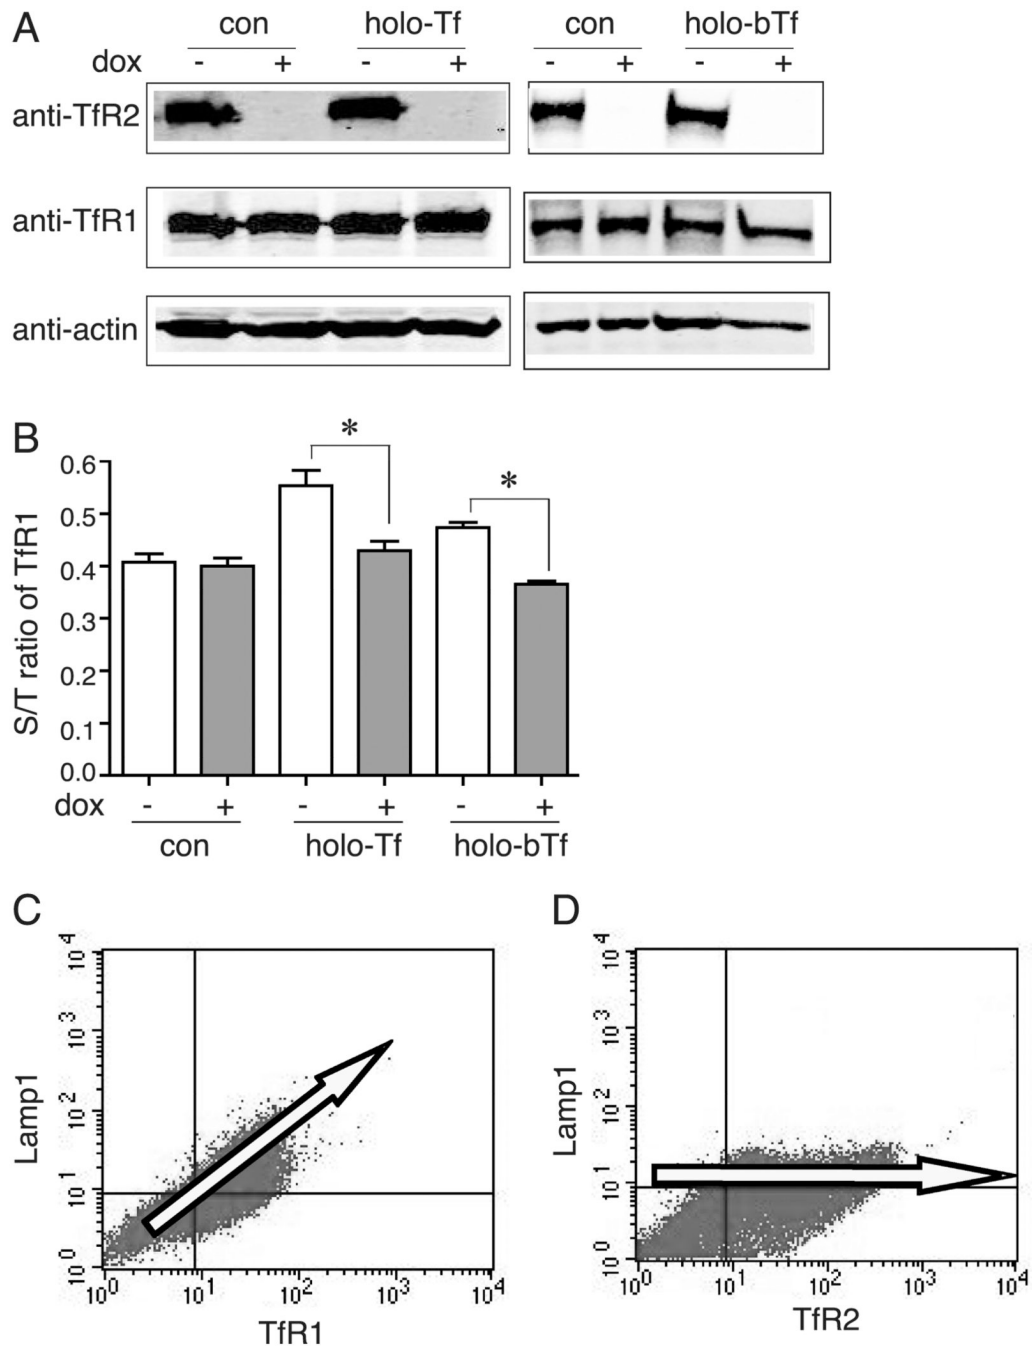 A
con holo-Tf con holo-bTf
dox - + - + - + - +
anti-TfR2
anti-TfR1
anti-actin
B
*
*
S/T ratio of TfR1
0.6
0.5
0.4
0.3
0.2
0.1
0.0
dox - + - + - +
con holo-Tf holo-bTf
C
Lamp1
10^4
10^3
10^2
10^1
10^0
10^0 10^1 10^2 10^3 10^4
TfR1
D
Lamp1
10^4
10^3
10^2
10^1
10^0
10^0 10^1 10^2 10^3 10^4
TfR2